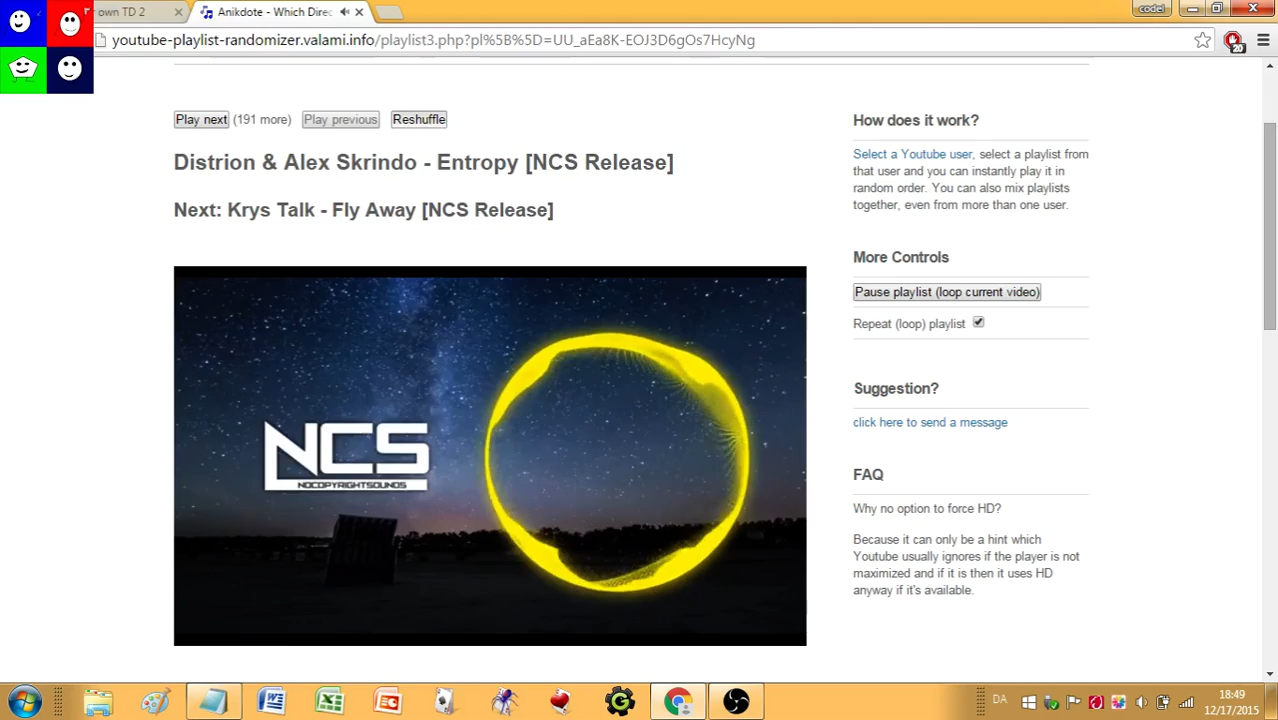 own TD 2
Anikdote - Which Direc
codel
youtube-playlist-randomizer.valami.info/playlist3.php?pl%5B%5D=UU_aEa8K-EOJ3D6gOs7HcyNg
20
Play next (191 more) Play previous Reshuffle
Distrion & Alex Skrindo - Entropy [NCS Release]
Next: Krys Talk - Fly Away [NCS Release]
NCS
NOCOPYRIGHTSOUNDS
How does it work?
Select a Youtube user, select a playlist from
that user and you can instantly play it in
random order. You can also mix playlists
together, even from more than one user.
More Controls
Pause playlist (loop current video)
Repeat (loop) playlist
Suggestion?
click here to send a message
FAQ
Why no option to force HD?
Because it can only be a hint which
Youtube usually ignores if the player is not
maximized and if it is then it uses HD
anyway if it's available.
DA
18:49
12/17/2015